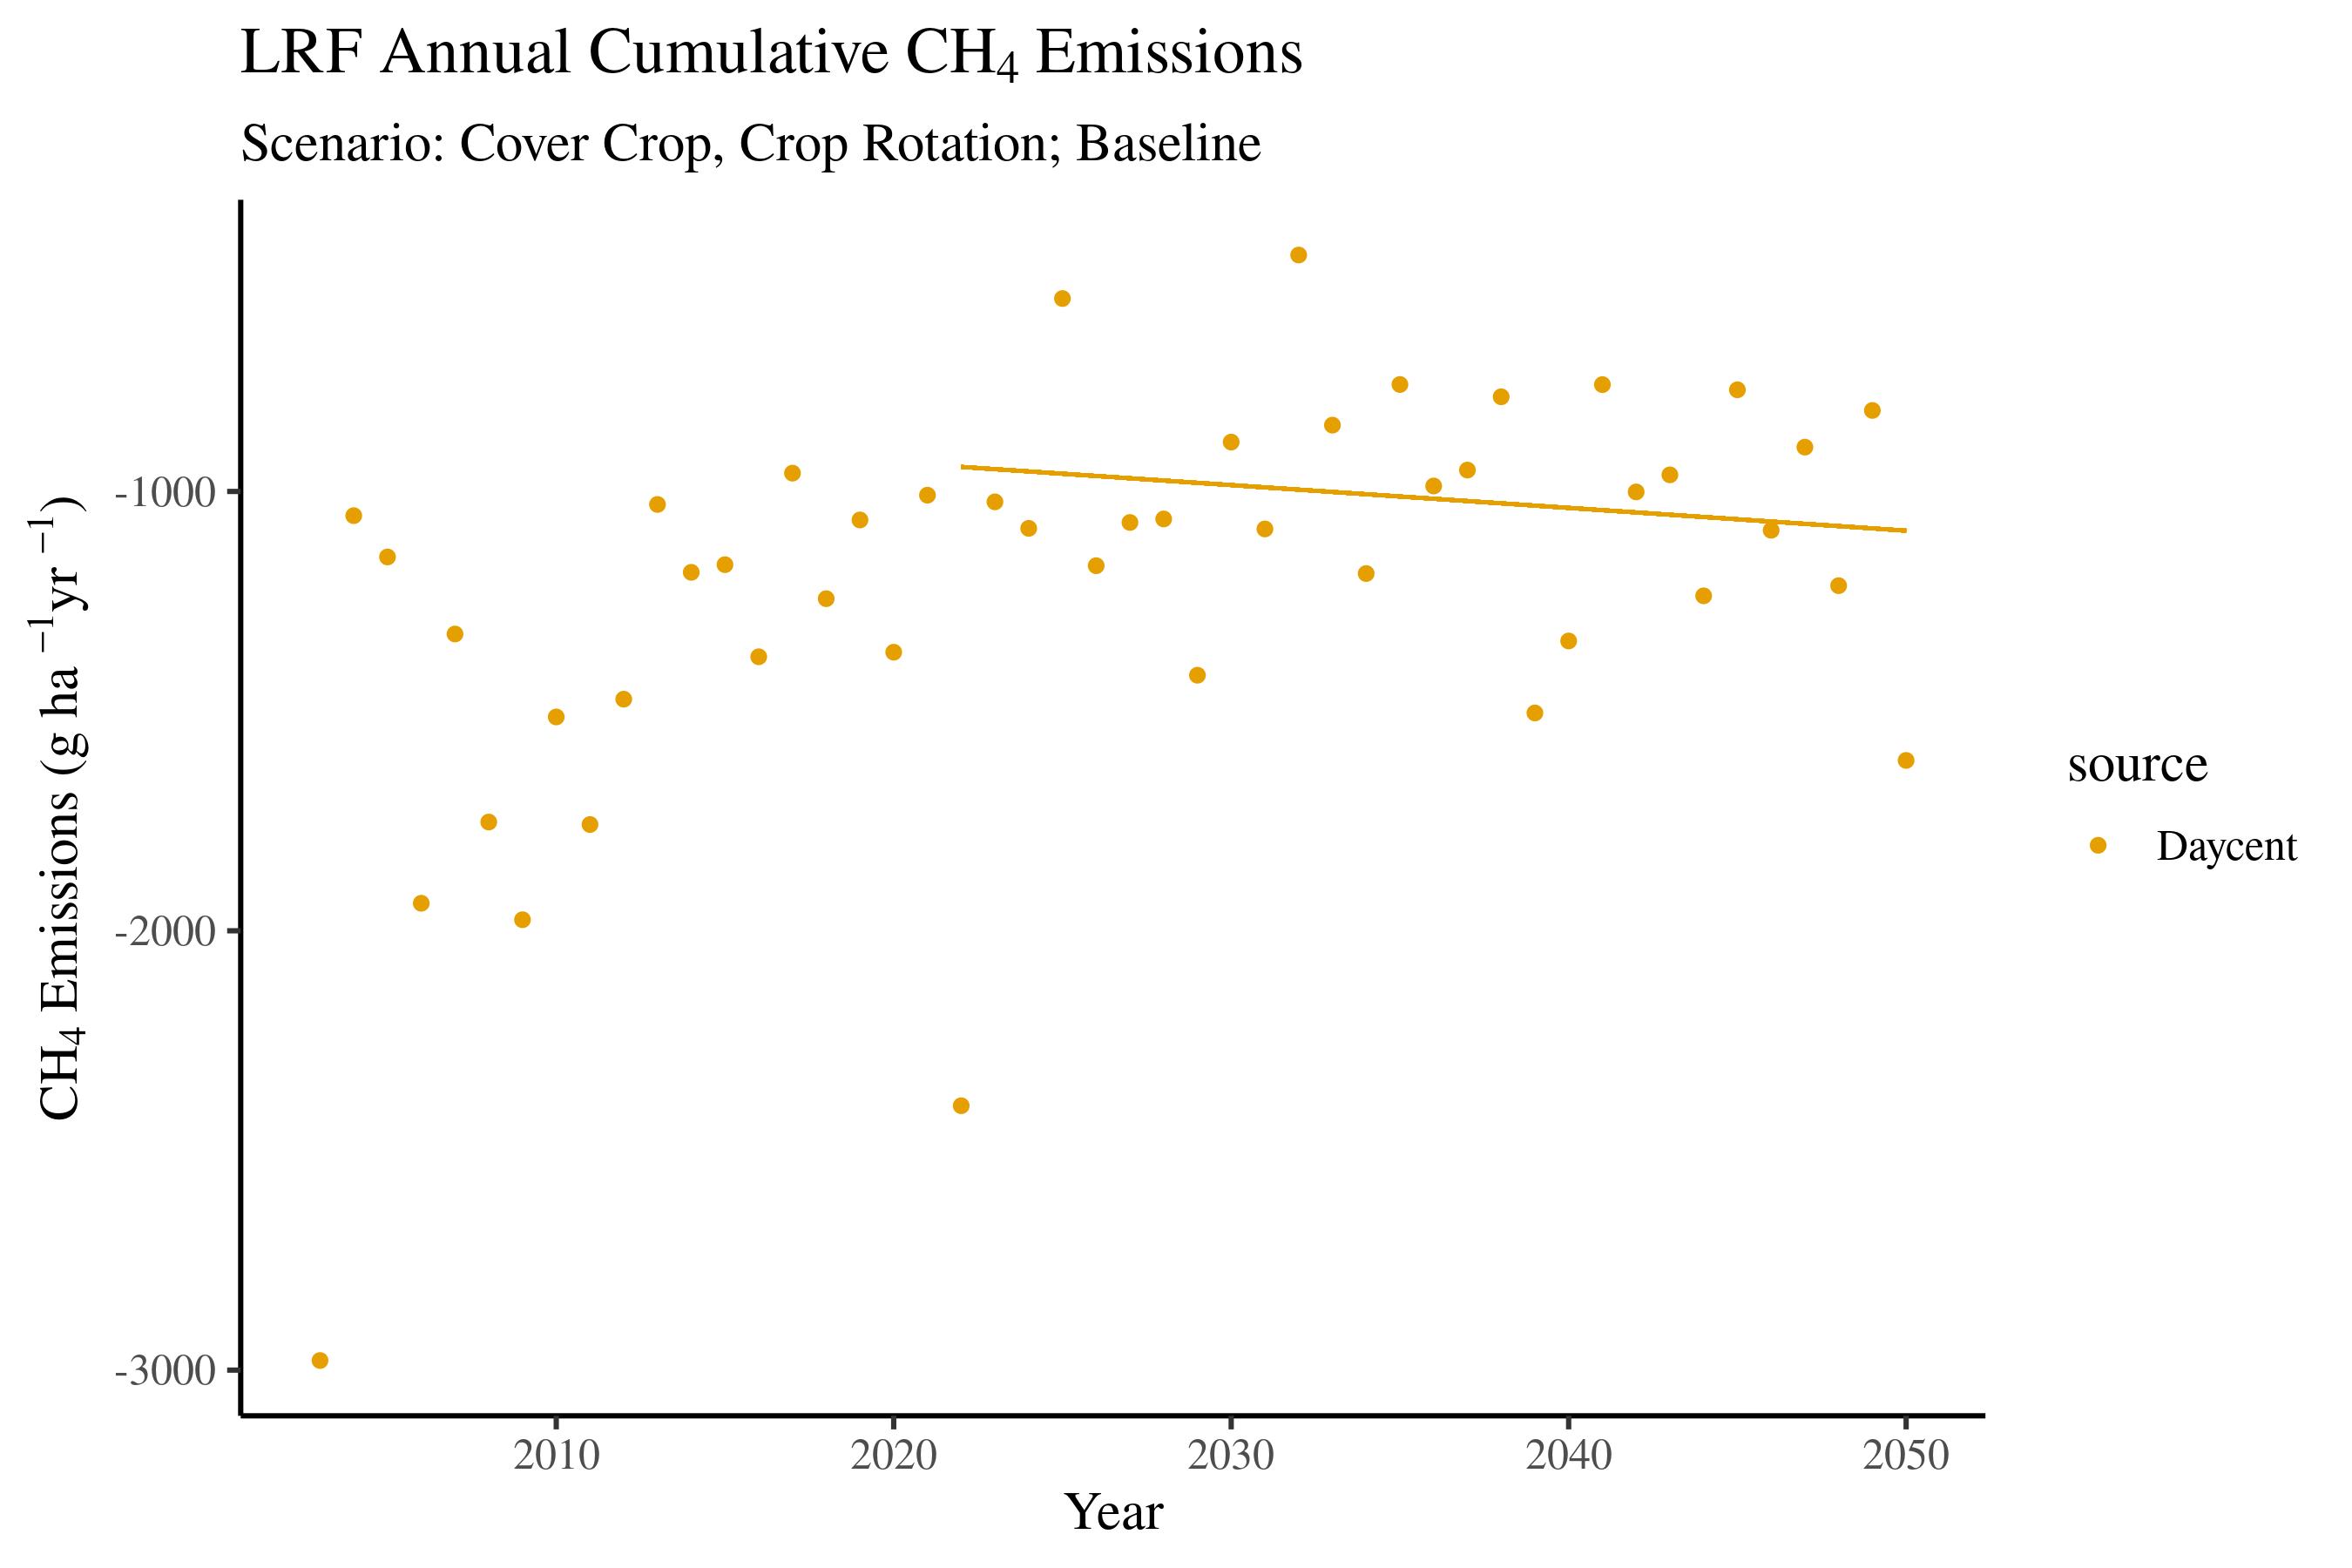 LRF Annual Cumulative CH₄ Emissions
Scenario: Cover Crop, Crop Rotation; Baseline
CH₄ Emissions (g ha⁻¹yr⁻¹)
-1000
-2000
-3000
2010 2020 2030 2040 2050
Year
source
Daycent